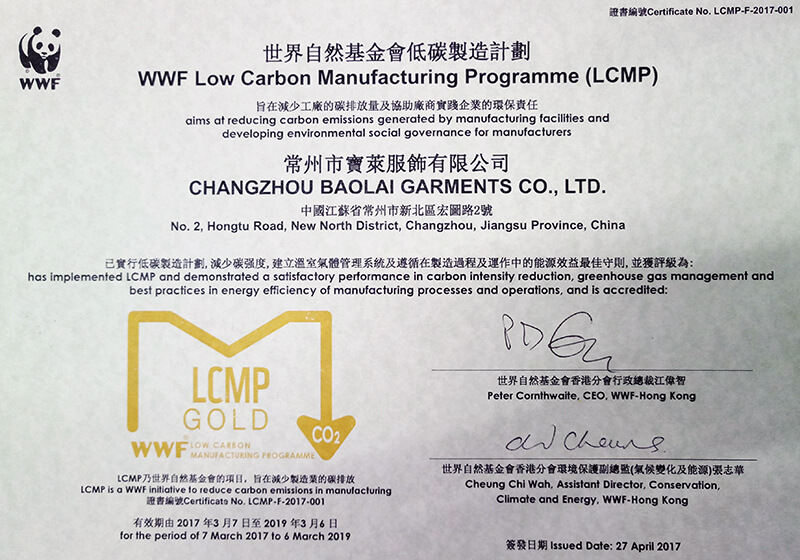 證書編號Certificate No. LCMP-F-2017-001
WWF
世界自然基金會低碳製造計劃
WWF Low Carbon Manufacturing Programme (LCMP)
旨在減少工廠的碳排放量及協助廠商實踐企業的環保責任
aims at reducing carbon emissions generated by manufacturing facilities and
developing environmental social governance for manufacturers
常州市寶萊服飾有限公司
CHANGZHOU BAOLAI GARMENTS CO., LTD.
中國江蘇省常州市新北區宏圖路2號
No. 2, Hongtu Road, New North District, Changzhou, Jiangsu Province, China
已實行低碳製造計劃, 減少碳强度, 建立溫室氣體管理系統及遵循在製造過程及運作中的能源效益最佳守則, 並獲評級為:
has implemented LCMP and demonstrated a satisfactory performance in carbon intensity reduction, greenhouse gas management and
best practices in energy efficiency of manufacturing processes and operations, and is accredited:
LCMP
GOLD
CO2
WWF LOW CARBON
MANUFACTURING PROGRAMME
LCMP乃世界自然基金會的項目，旨在減少製造業的碳排放
LCMP is a WWF initiative to reduce carbon emissions in manufacturing
證書編號Certificate No. LCMP-F-2017-001
有效期由 2017 年3 月7 日至 2019 年3 月6 日
for the period of 7 March 2017 to 6 March 2019
世界自然基金會香港分會行政總裁江偉智
Peter Cornthwaite, CEO, WWF-Hong Kong
世界自然基金會香港分會環境保護副總監(氣候變化及能源)張志華
Cheung Chi Wah, Assistant Director, Conservation,
Climate and Energy, WWF-Hong Kong
簽發日期 Issued Date: 27 April 2017